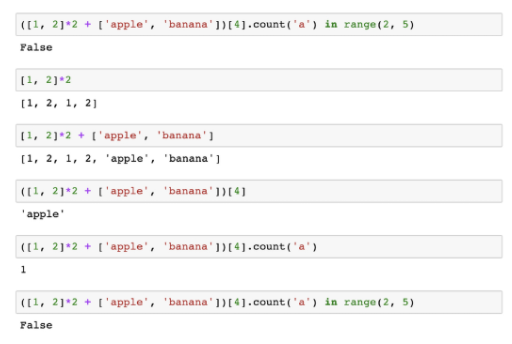 ([1, 2]*2 + ['apple', 'banana'])[4].count('a') in range(2, 5)
False
[1, 2]*2
[1, 2, 1, 2]
[1, 2]*2 + ['apple', 'banana']
[1, 2, 1, 2, 'apple', 'banana']
([1, 2]*2 + ['apple', 'banana'])[4]
'apple'
([1, 2]*2 + ['apple', 'banana'])[4].count('a')
1
([1, 2]*2 + ['apple', 'banana'])[4].count('a') in range(2, 5)
False